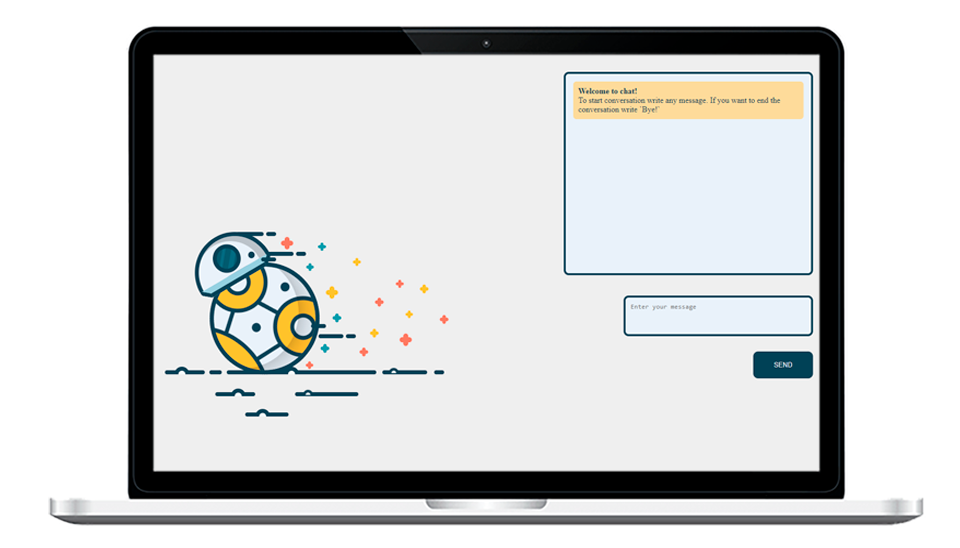 Welcome to chat!
To start conversation write any message. If you want to end the
conversation write `Bye!`
Enter your message
SEND